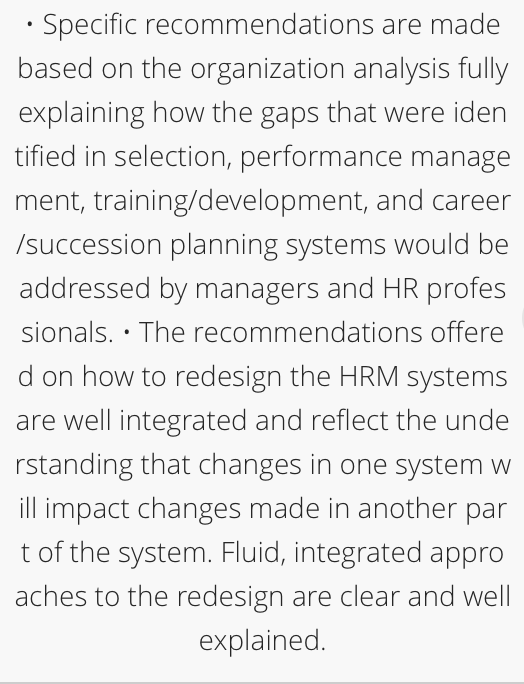 • Specific recommendations are made
based on the organization analysis fully
explaining how the gaps that were iden
tified in selection, performance manage
ment, training/development, and career
/succession planning systems would be
addressed by managers and HR profes
sionals. • The recommendations offere
d on how to redesign the HRM systems
are well integrated and reflect the unde
rstanding that changes in one system w
ill impact changes made in another par
t of the system. Fluid, integrated appro
aches to the redesign are clear and well
explained.